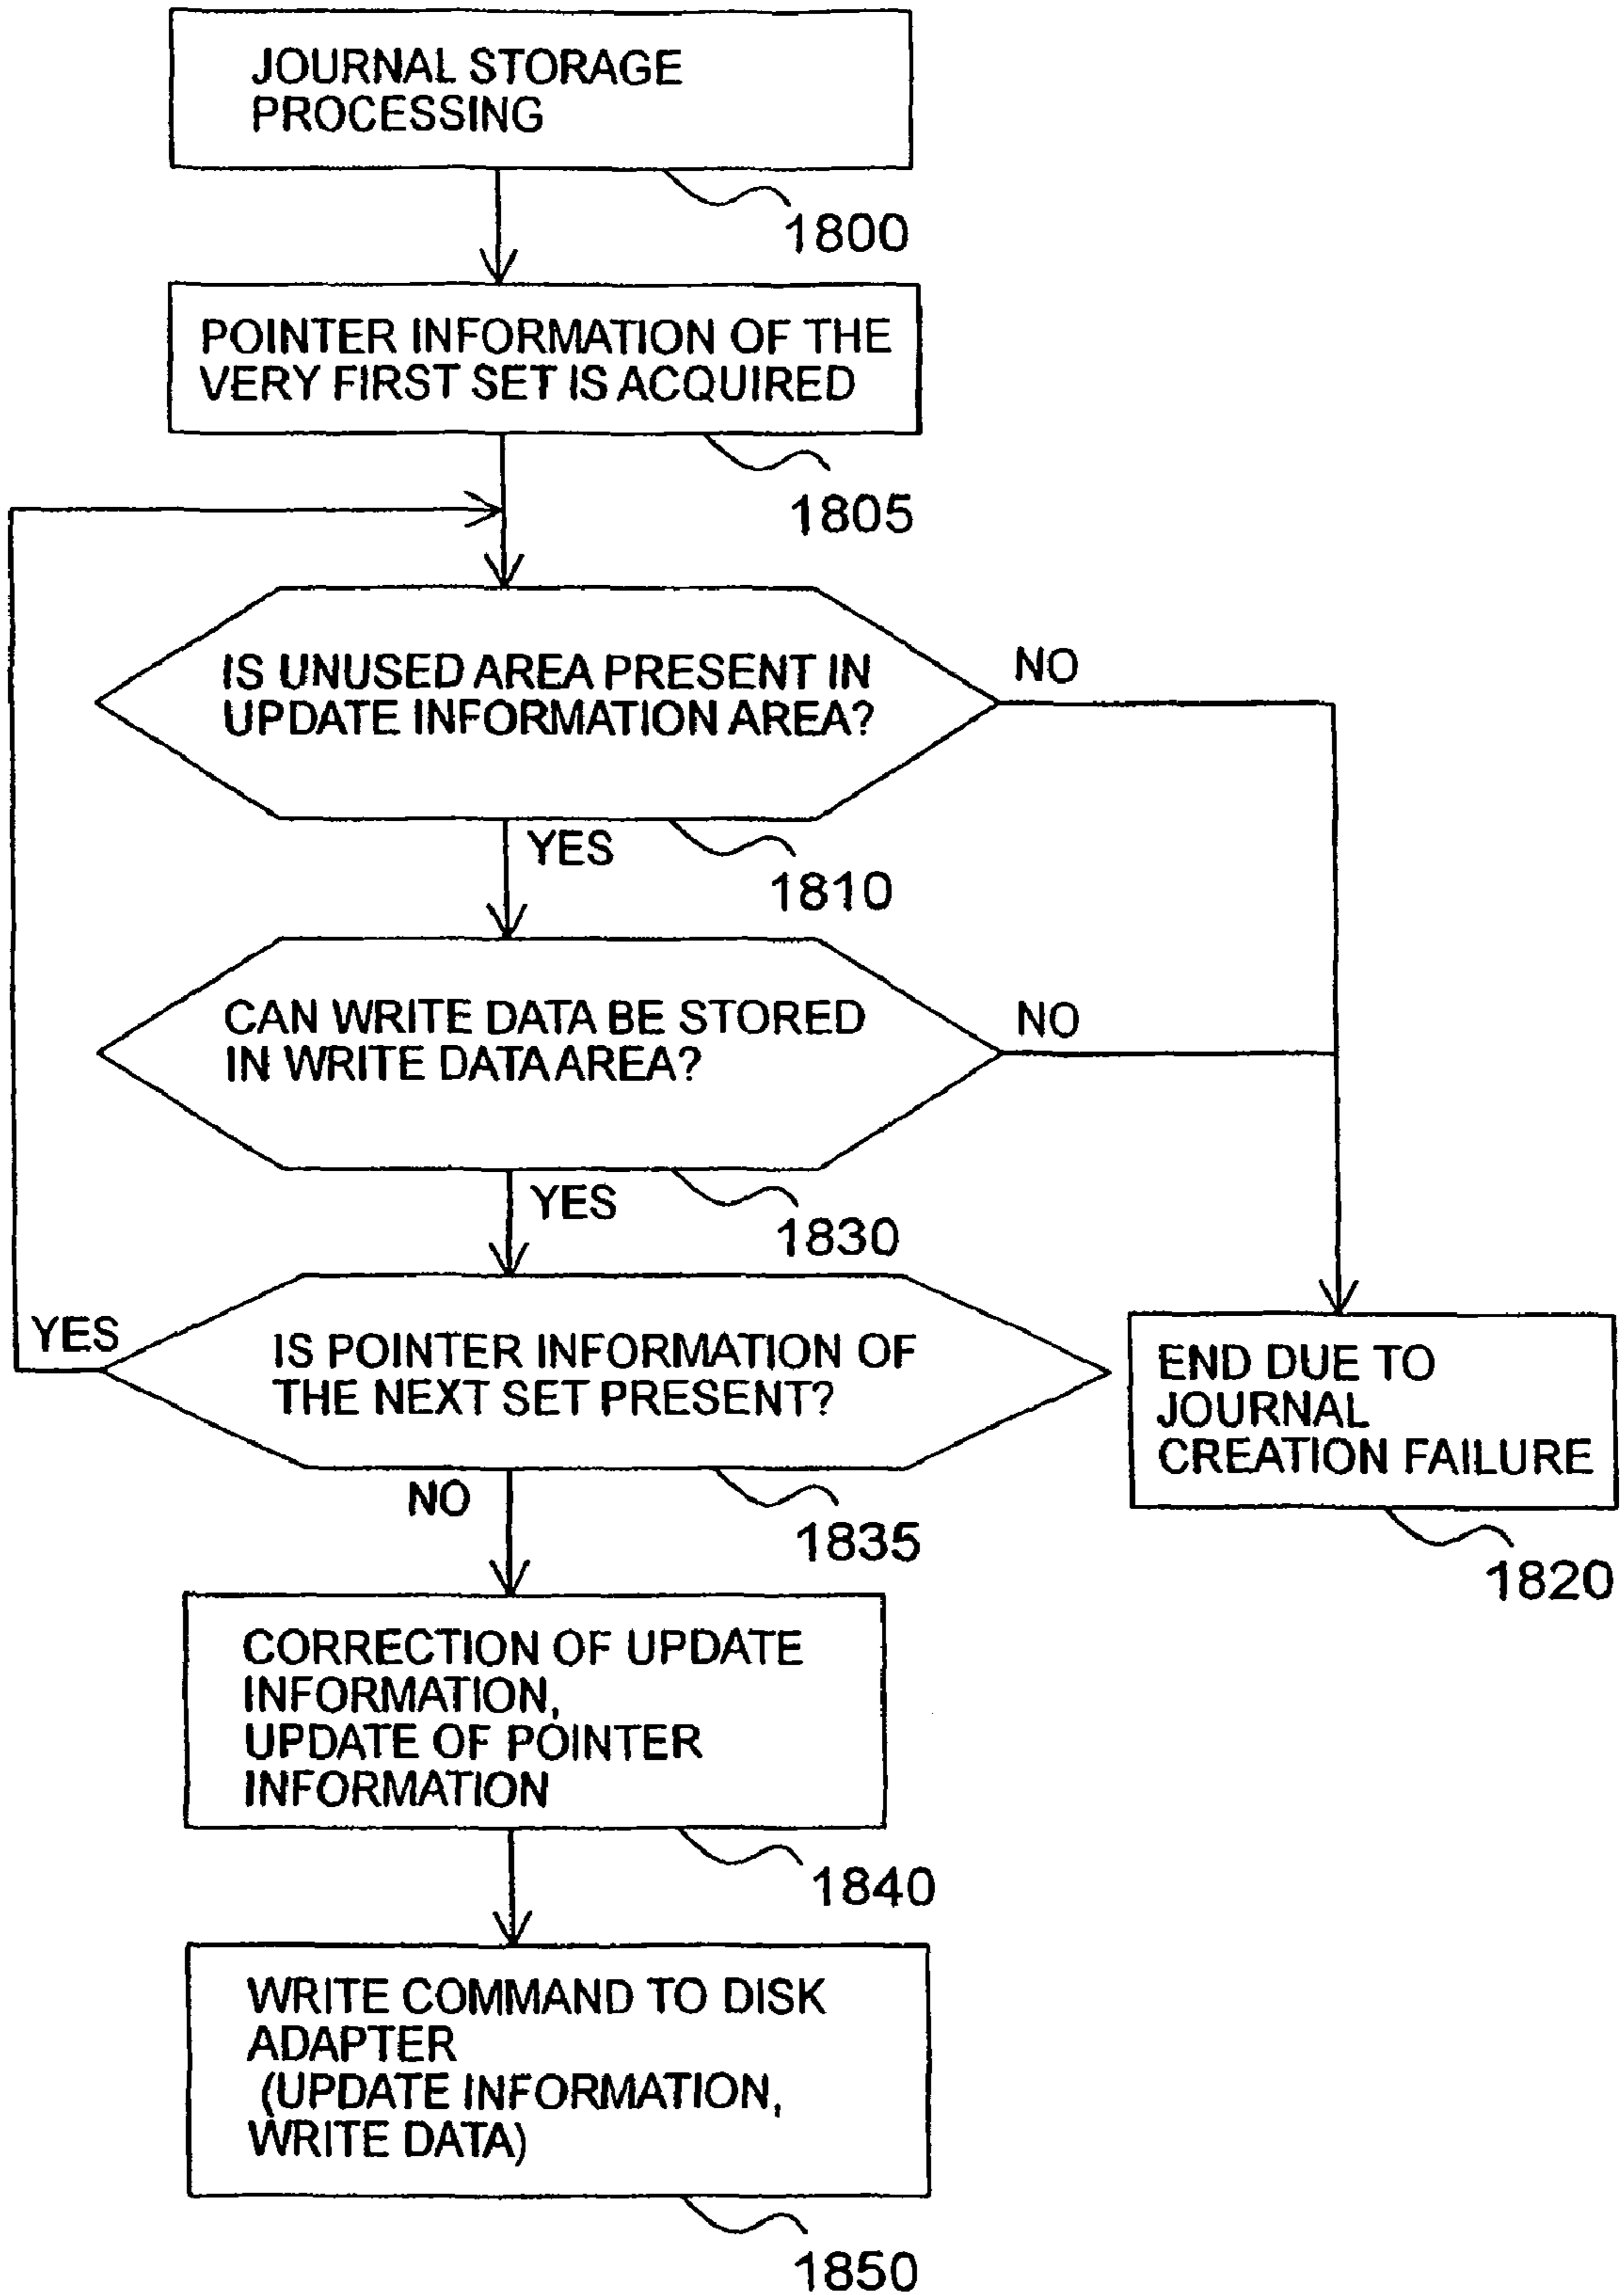 JOURNAL STORAGE
PROCESSING
1800
POINTER INFORMATION OF THE
VERY FIRST SET IS ACQUIRED
1805
IS UNUSED AREA PRESENT IN
UPDATE INFORMATION AREA?
NO
YES
1810
CAN WRITE DATA BE STORED
IN WRITE DATA AREA?
NO
YES
1830
YES
IS POINTER INFORMATION OF
THE NEXT SET PRESENT?
NO
1835
END DUE TO
JOURNAL
CREATION FAILURE
1820
CORRECTION OF UPDATE
INFORMATION,
UPDATE OF POINTER
INFORMATION
1840
WRITE COMMAND TO DISK
ADAPTER
(UPDATE INFORMATION,
WRITE DATA)
1850